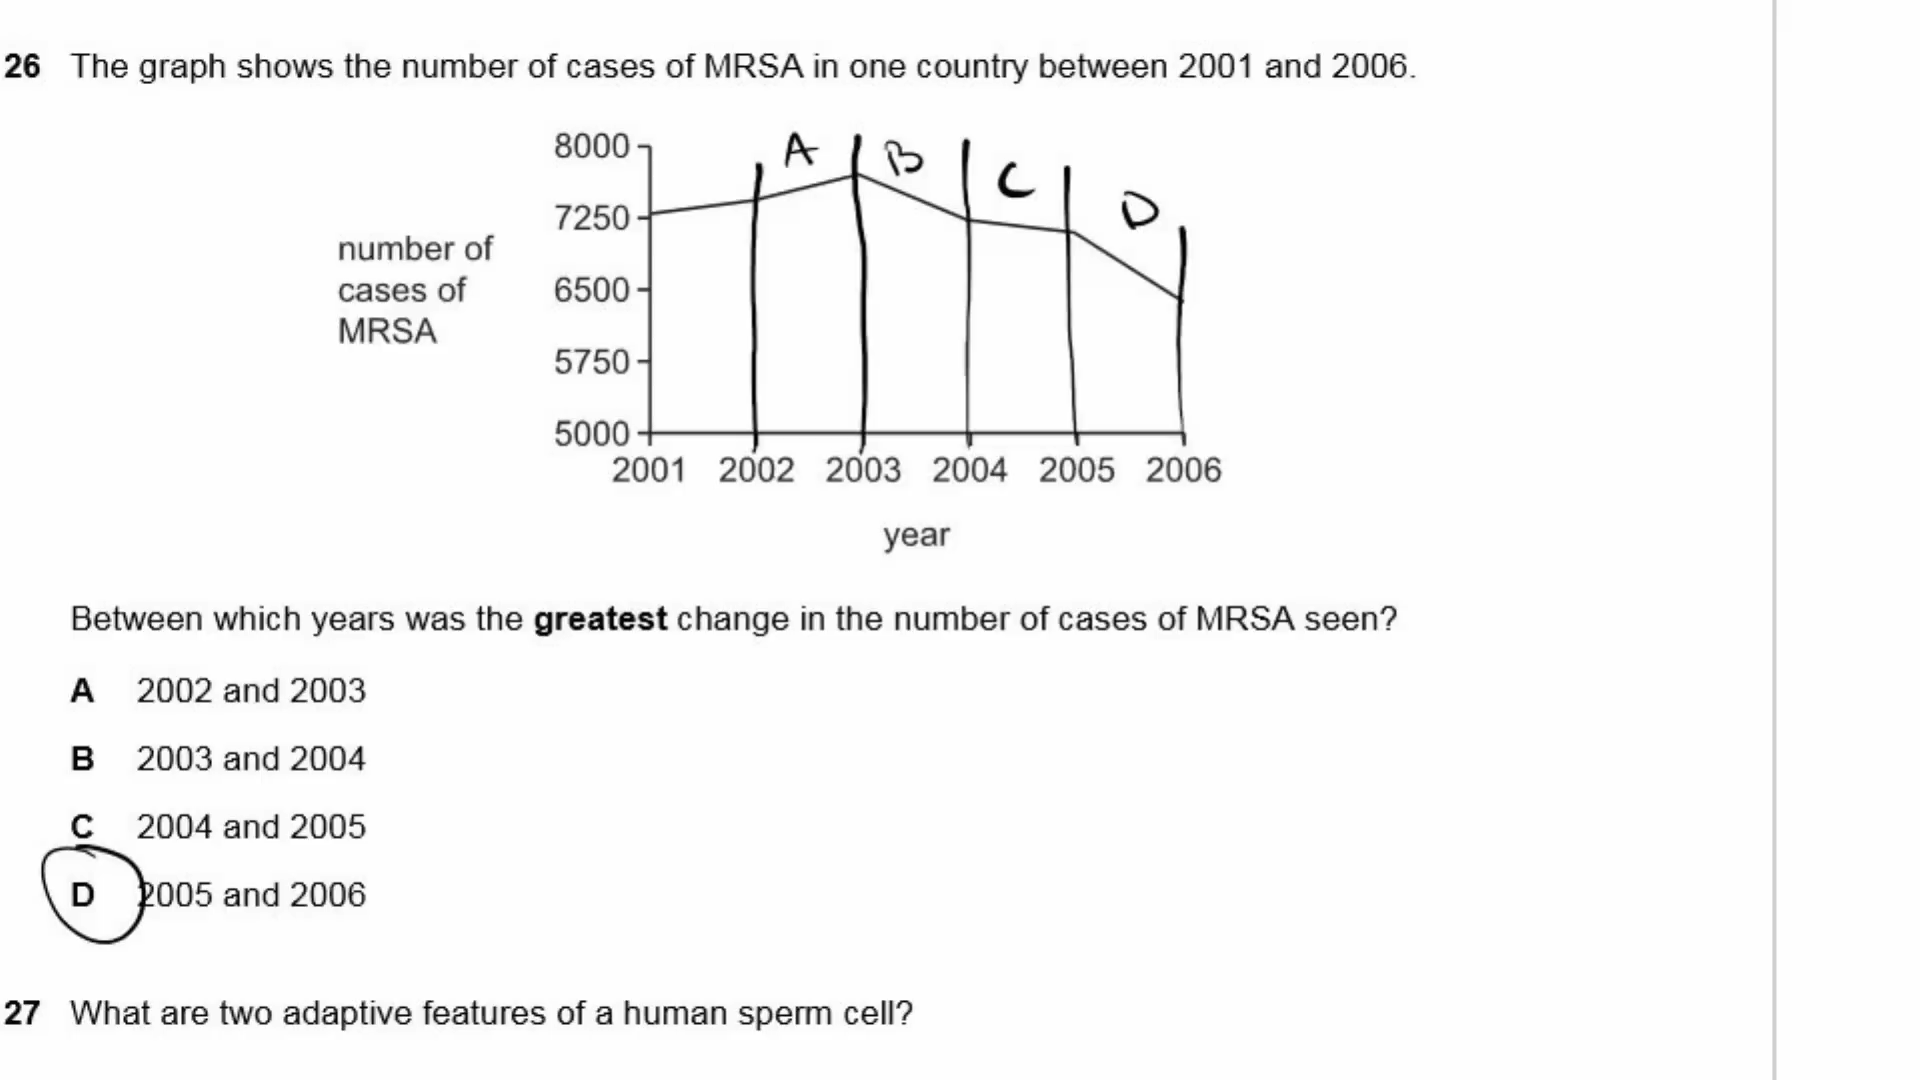 26 The graph shows the number of cases of MRSA in one country between 2001 and 2006.
8000
A B C D
7250
number of
cases of
MRSA
6500
5750
5000
2001 2002 2003 2004 2005 2006
year
Between which years was the greatest change in the number of cases of MRSA seen?
A 2002 and 2003
B 2003 and 2004
C 2004 and 2005
D 2005 and 2006
27 What are two adaptive features of a human sperm cell?